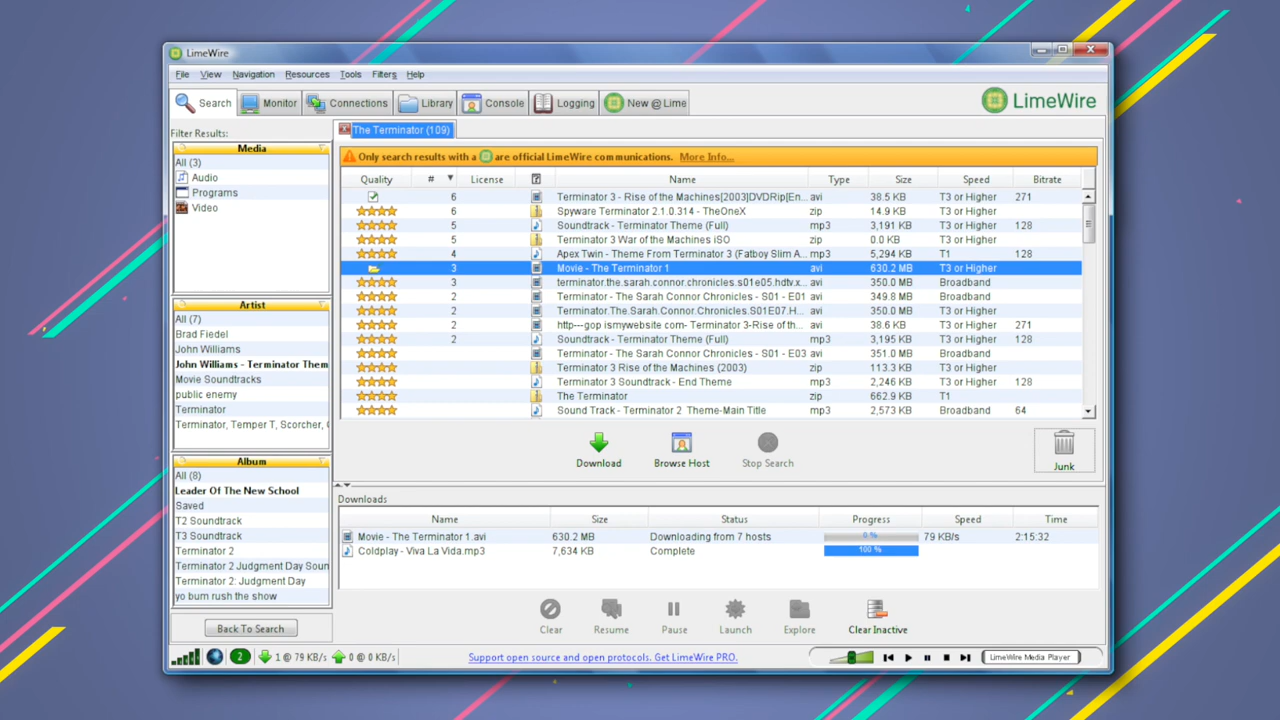 LimeWire
File View Navigation Resources Tools Filters Help
Search Monitor Connections Library Console Logging New @ Lime
LimeWire
Filter Results:
The Terminator (109)
Media
All (3)
Audio
Programs
Video
Artist
All (7)
Brad Fiedel
John Williams
John Williams - Terminator Them
Movie Soundtracks
public enemy
Terminator
Terminator, Temper T, Scorcher,
Album
All (8)
Leader Of The New School
Saved
T2 Soundtrack
T3 Soundtrack
Terminator 2
Terminator 2 Judgment Day Soun
Terminator 2: Judgment Day
yo bum rush the show
Back To Search
Only search results with a are official LimeWire communications. More Info...
Quality # License ? Name Type Size Speed Bitrate
6 Terminator 3 - Rise of the Machines[2003]DVDRip[En... avi 38.5 KB T3 or Higher 271
6 Spyware Terminator 2.1.0.314 - TheOneX zip 14.9 KB T3 or Higher
5 Soundtrack - Terminator Theme (Full) mp3 3,191 KB T3 or Higher 128
5 Terminator 3 War of the Machines iSO zip 0.0 KB T3 or Higher
4 Apex Twin - Theme From Terminator 3 (Fatboy Slim A... mp3 5,294 KB T1 128
3 Movie - The Terminator 1 avi 630.2 MB T3 or Higher
3 terminator.the.sarah.connor.chronicles.s01e05.hdtv.x... avi 350.0 MB Broadband
2 Terminator - The Sarah Connor Chronicles - S01 - E01 avi 349.8 MB Broadband
2 Terminator.The.Sarah.Connor.Chronicles.S01E07.H... avi 350.0 MB Broadband
2 http---gop ismywebsite com- Terminator 3-Rise of th... avi 38.6 KB T3 or Higher 271
2 Soundtrack - Terminator Theme (Full) mp3 3,195 KB T3 or Higher 128
Terminator - The Sarah Connor Chronicles - S01 - E03 avi 351.0 MB Broadband
Terminator 3 Rise of the Machines (2003) zip 113.3 KB T3 or Higher
Terminator 3 Soundtrack - End Theme mp3 2,246 KB T3 or Higher 128
The Terminator zip 662.9 KB T1
Sound Track - Terminator 2 Theme-Main Title mp3 2,573 KB Broadband 64
Download Browse Host Stop Search Junk
Downloads
Name Size Status Progress Speed Time
Movie - The Terminator 1.avi 630.2 MB Downloading from 7 hosts 0 % 79 KB/s 2:15:32
Coldplay - Viva La Vida.mp3 7,634 KB Complete 100 %
Clear Resume Pause Launch Explore Clear Inactive
2 1 @ 79 KB/s 0 @ 0 KB/s Support open source and open protocols. Get LimeWire PRO. LimeWire Media Player